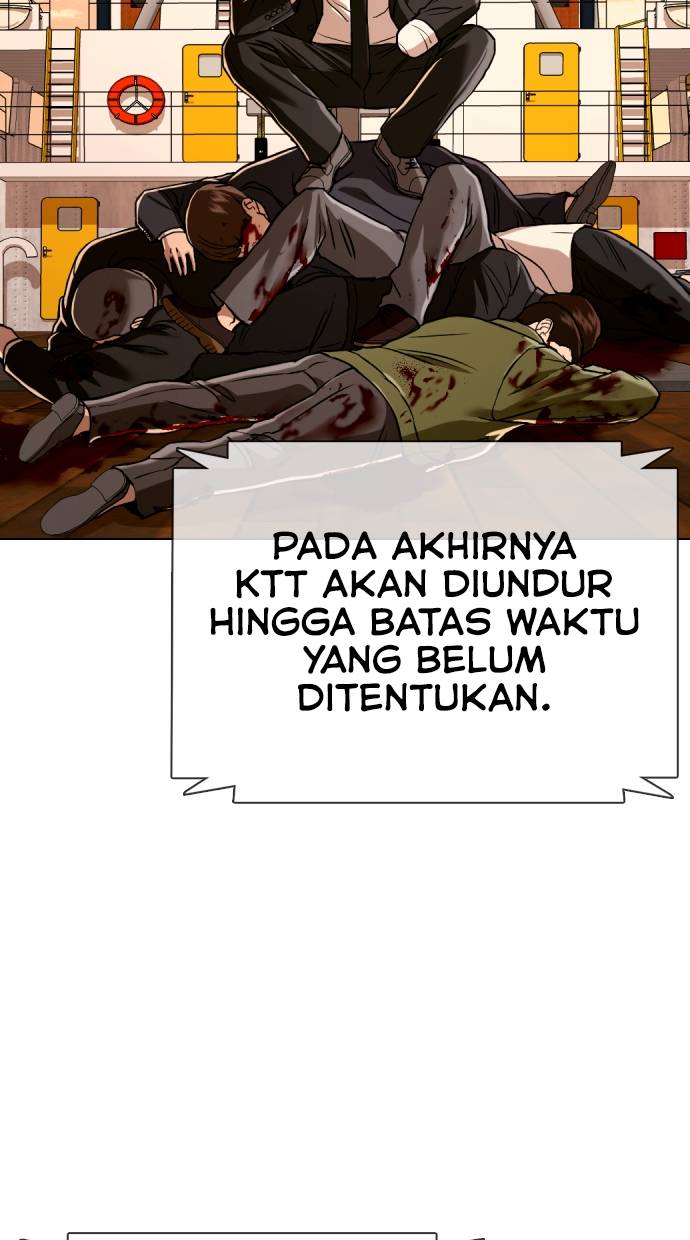 PADA AKHIRNYA
KTT AKAN DIUNDUR
HINGGA BATAS WAKTU
YANG BELUM
DITENTUKAN.